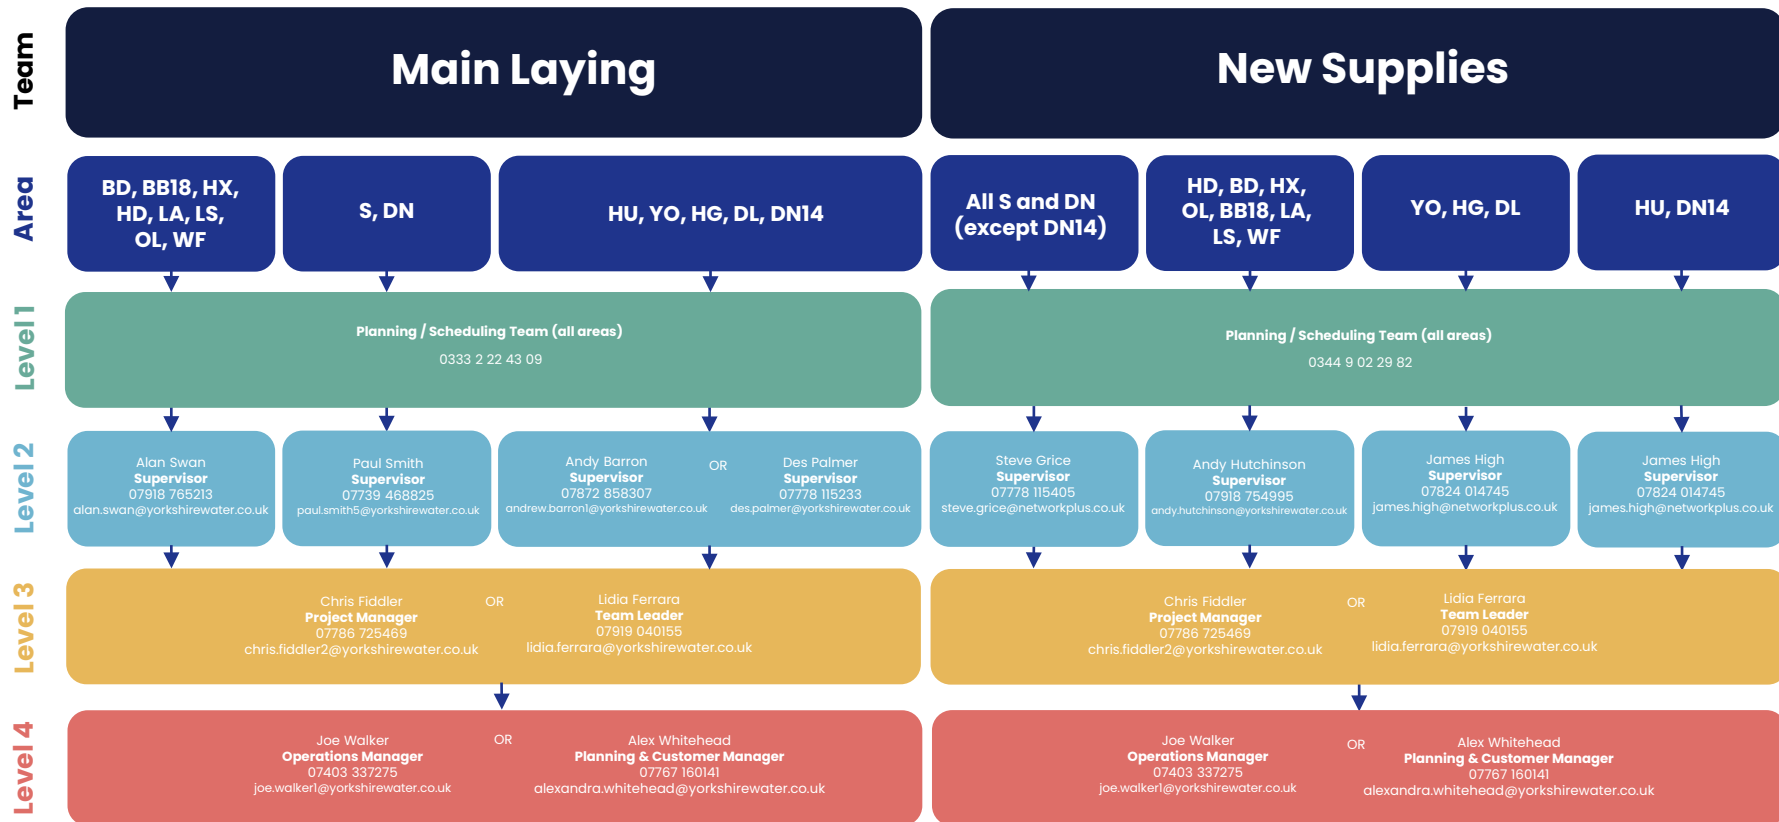 Team
Main Laying
New Supplies
Area
BD, BB18, HX,
HD, LA, LS,
OL, WF
S, DN
HU, YO, HG, DL, DN14
All S and DN
(except DN14)
HD, BD, HX,
OL, BB18, LA,
LS, WF
YO, HG, DL
HU, DN14
Level 1
Planning / Scheduling Team (all areas)
0333 2 22 43 09
Planning / Scheduling Team (all areas)
0344 9 02 29 82
Level 2
Alan Swan
Supervisor
07918 765213
alan.swan@yorkshirewater.co.uk
Paul Smith
Supervisor
07739 468825
paul.smith5@yorkshirewater.co.uk
Andy Barron
Supervisor
07872 858307
andrew.barron1@yorkshirewater.co.uk
OR
Des Palmer
Supervisor
07778 115233
des.palmer@yorkshirewater.co.uk
Steve Grice
Supervisor
07778 115405
steve.grice@networkplus.co.uk
Andy Hutchinson
Supervisor
07918 754995
andy.hutchinson@yorkshirewater.co.uk
James High
Supervisor
07824 014745
james.high@networkplus.co.uk
James High
Supervisor
07824 014745
james.high@networkplus.co.uk
Level 3
Chris Fiddler
Project Manager
07786 725469
chris.fiddler2@yorkshirewater.co.uk
OR
Lidia Ferrara
Team Leader
07919 040155
lidia.ferrara@yorkshirewater.co.uk
Chris Fiddler
Project Manager
07786 725469
chris.fiddler2@yorkshirewater.co.uk
OR
Lidia Ferrara
Team Leader
07919 040155
lidia.ferrara@yorkshirewater.co.uk
Level 4
Joe Walker
Operations Manager
07403 337275
joe.walker1@yorkshirewater.co.uk
OR
Alex Whitehead
Planning & Customer Manager
07767 160141
alexandra.whitehead@yorkshirewater.co.uk
Joe Walker
Operations Manager
07403 337275
joe.walker1@yorkshirewater.co.uk
OR
Alex Whitehead
Planning & Customer Manager
07767 160141
alexandra.whitehead@yorkshirewater.co.uk